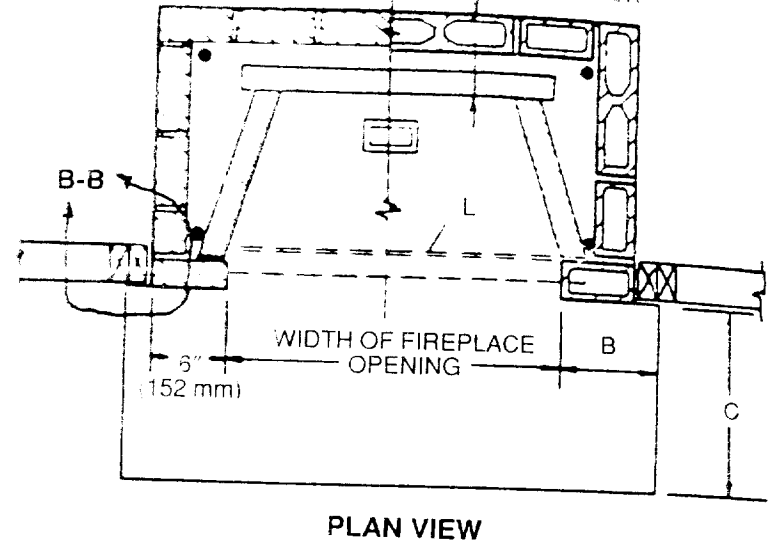 B-B
L
WIDTH OF FIREPLACE
OPENING
B
6"
(152 mm)
C
PLAN VIEW